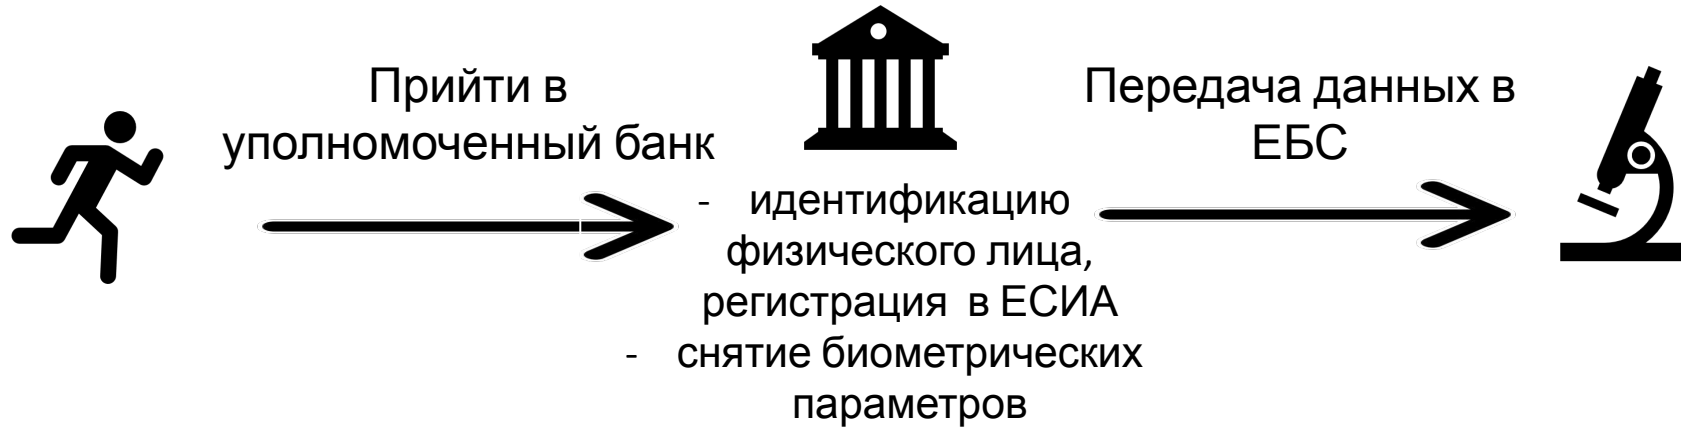 Прийти в
уполномоченный банк
- идентификацию
физического лица,
регистрация в ЕСИА
- снятие биометрических
параметров
Передача данных в
ЕБС